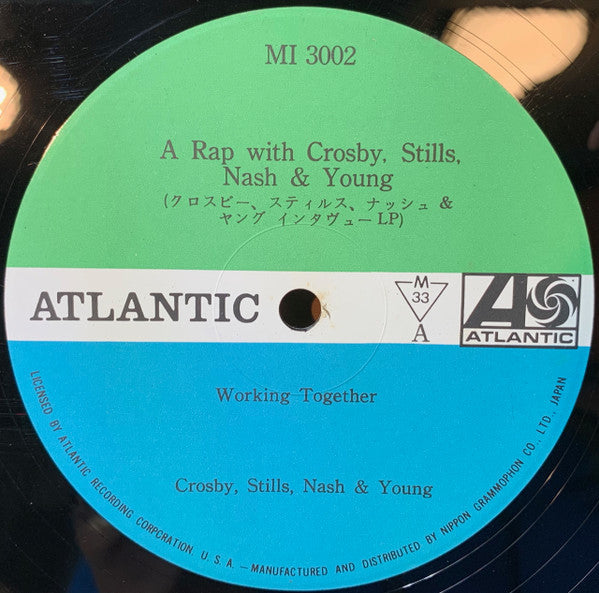 MI 3002
A Rap with Crosby, Stills,
Nash & Young
(クロスビー、スティルス、ナッシュ &
ヤング インタヴュー LP)
ATLANTIC
M
33
A
ATLANTIC
Working Together
Crosby, Stills, Nash & Young
LICENSED BY ATLANTIC RECORDING CORPORATION U. S. A. — MANUFACTURED AND DISTRIBUTED BY NIPPON GRAMMOPHON CO., LTD., JAPAN